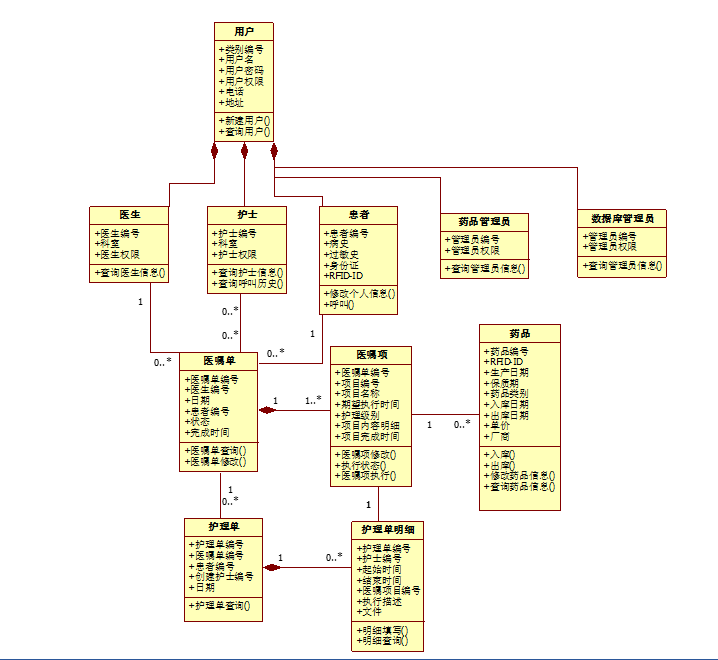 用户
+类别编号
+用户名
+用户密码
+用户权限
+电话
+地址
+新建用户()
+查询用户()
医生
+医生编号
+科室
+医生权限
+查询医生信息()
护士
+护士编号
+科室
+护士权限
+查询护士信息()
+查询呼叫历史()
患者
+患者编号
+病史
+过敏史
+身份证
+RFID-ID
+修改个人信息()
+呼叫()
药品管理员
+管理员编号
+管理员权限
+查询管理员信息()
数据库管理员
+管理员编号
+管理员权限
+查询管理员信息()
1
0..*
0..*
0..*
1
0..*
医嘱单
+医嘱单编号
+医生编号
+日期
+患者编号
+状态
+完成时间
+医嘱单查询()
+医嘱单修改()
1
1..*
医嘱项
+医嘱单编号
+项目编号
+项目名称
+期望执行时间
+护理级别
+项目内容明细
+项目完成时间
+医嘱项修改()
+执行状态()
+医嘱项执行()
1
0..*
药品
+药品编号
+RFID-ID
+生产日期
+保质期
+药品类别
+入库日期
+出库日期
+单价
+厂商
+入库()
+出库()
+修改药品信息()
+查询药品信息()
1
0..*
1
护理单
+护理单编号
+医嘱单编号
+患者编号
+创建护士编号
+日期
+护理单查询()
1
0..*
护理单明细
+护理单编号
+护士编号
+起始时间
+结束时间
+医嘱项目编号
+执行描述
+文件
+明细填写()
+明细查询()